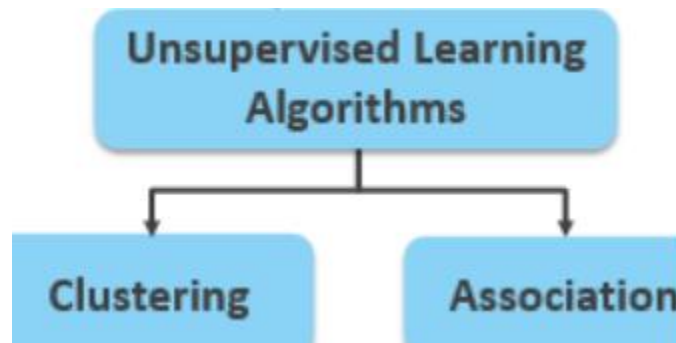 Unsupervised Learning
Algorithms
Clustering
Association